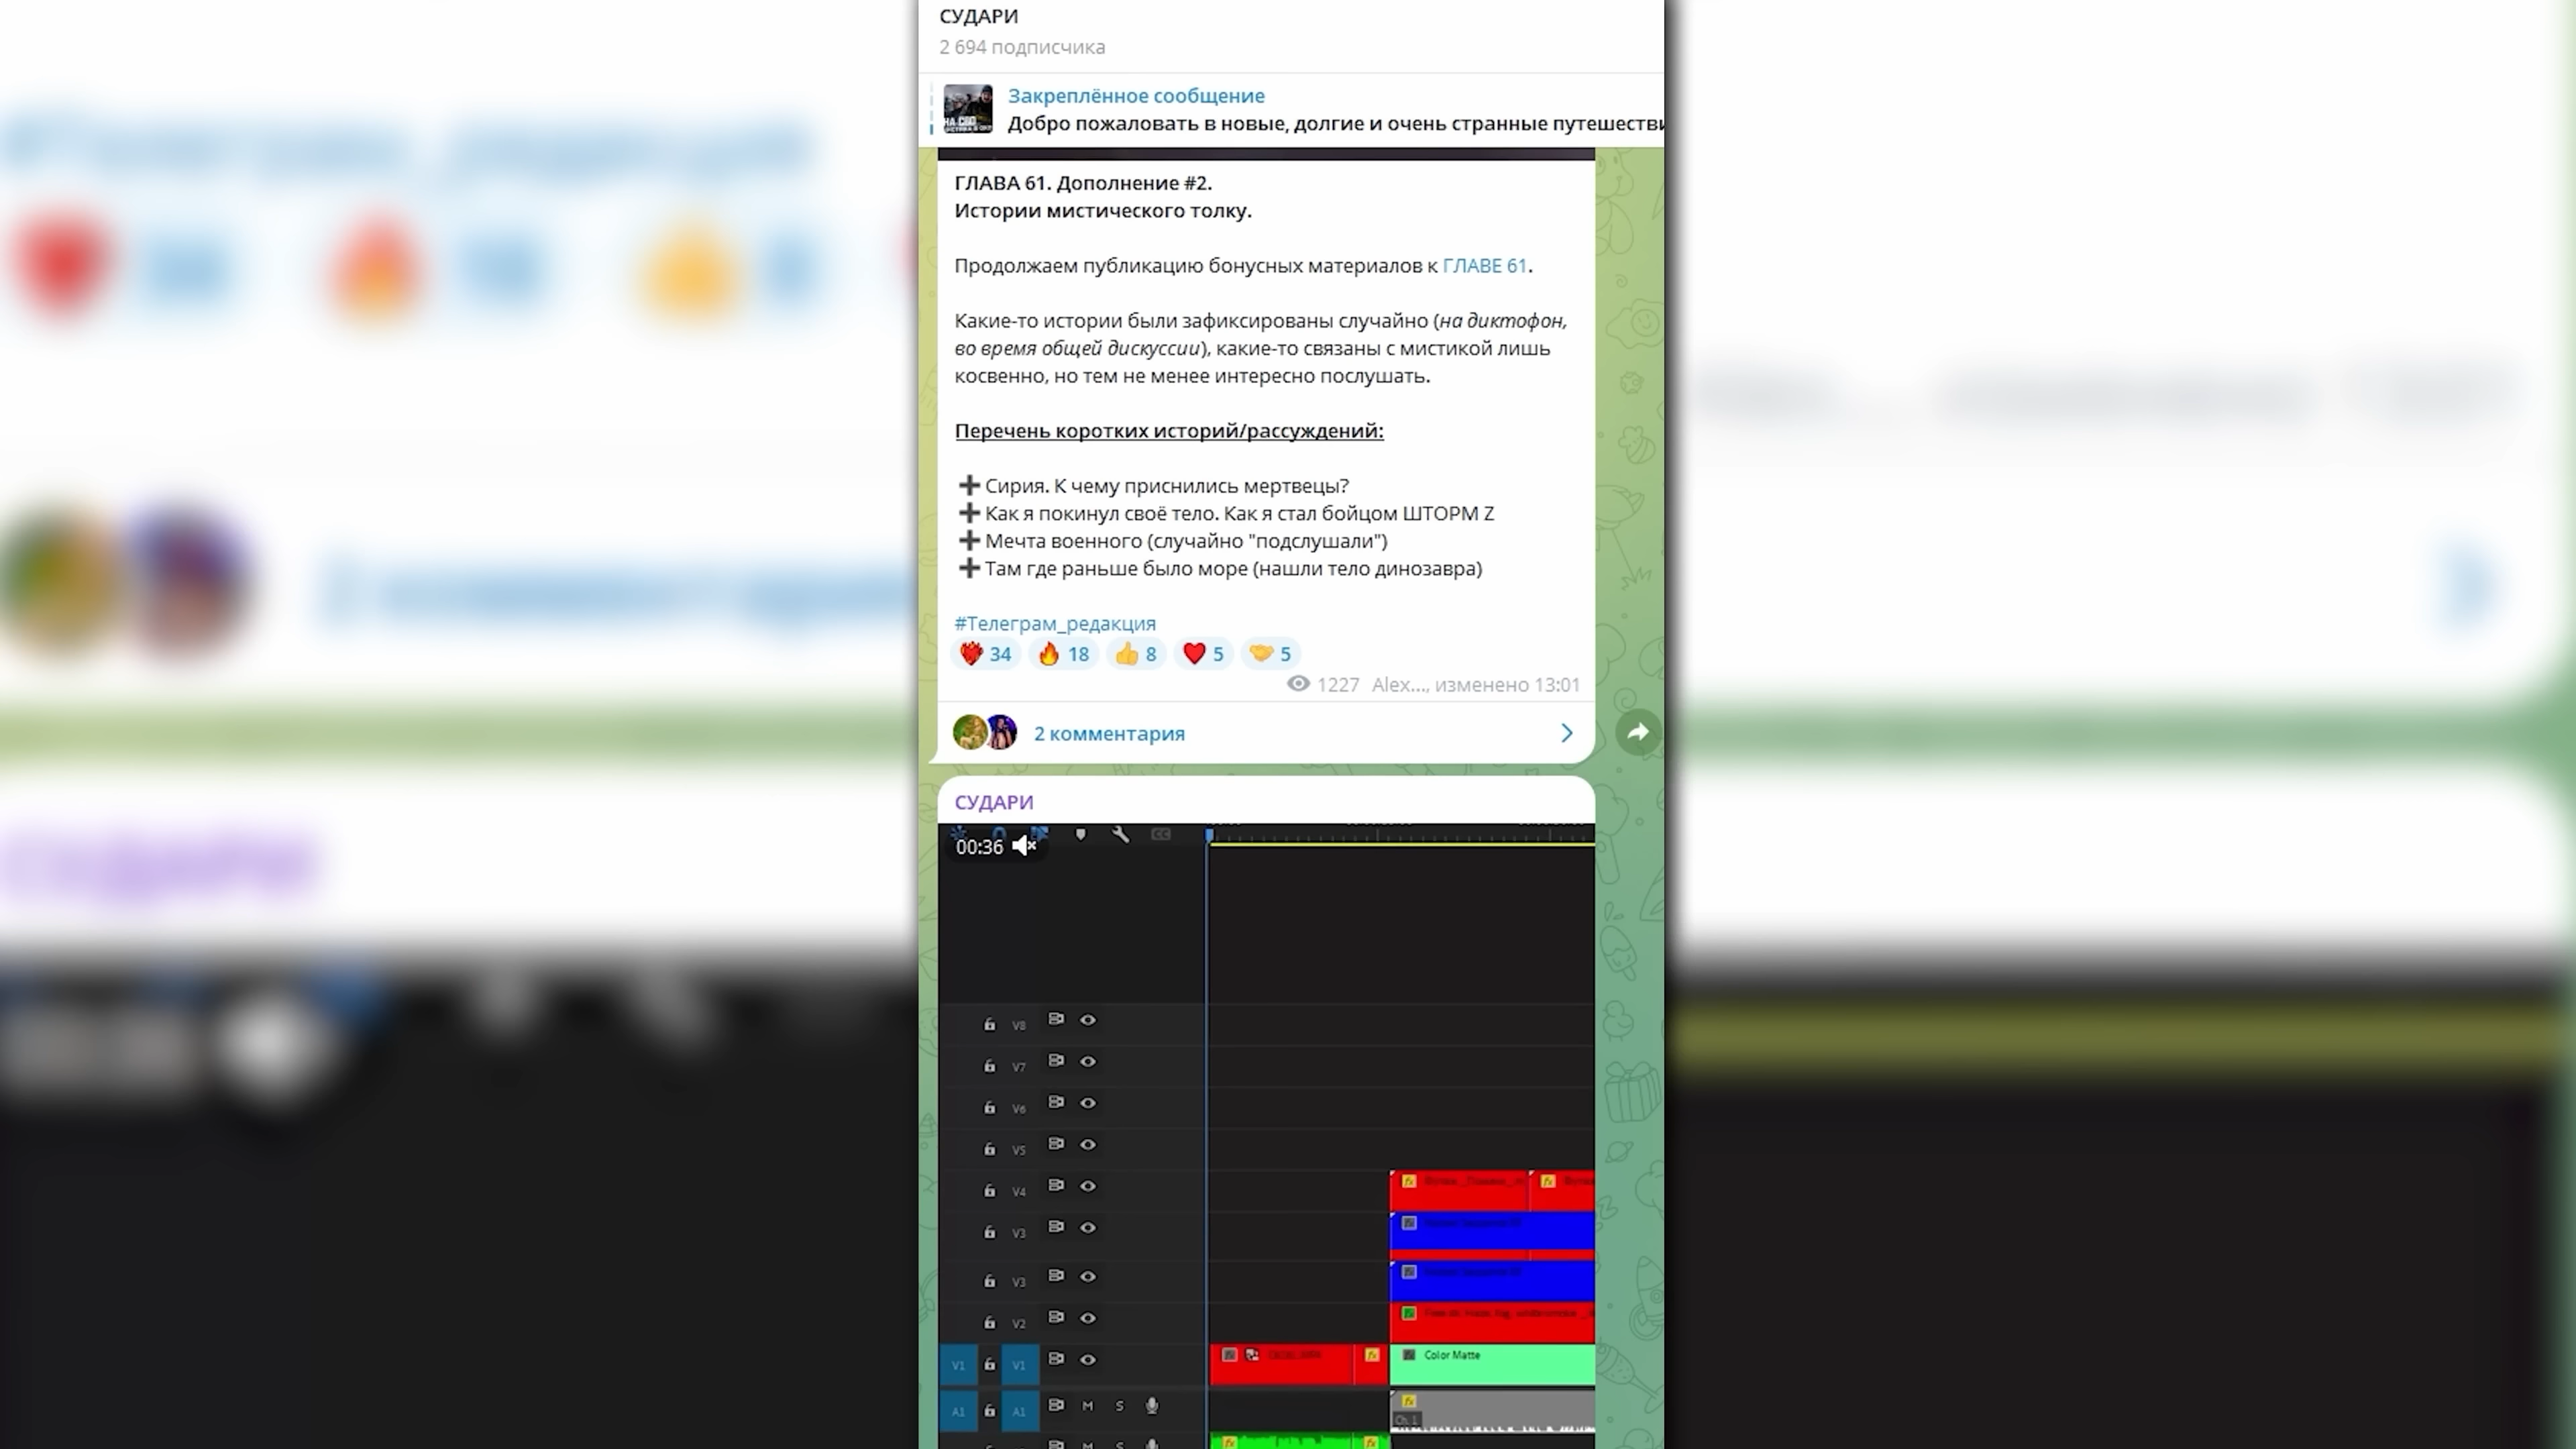 СУДАРИ
2 694 подписчика
Закреплённое сообщение
Добро пожаловать в новые, долгие и очень странные путешестви
ГЛАВА 61. Дополнение #2.
Истории мистического толку.
Продолжаем публикацию бонусных материалов к ГЛАВЕ 61.
Какие-то истории были зафиксированы случайно (на диктофон,
во время общей дискуссии), какие-то связаны с мистикой лишь
косвенно, но тем не менее интересно послушать.
Перечень коротких историй/рассуждений:
➕ Сирия. К чему приснились мертвецы?
➕ Как я покинул своё тело. Как я стал бойцом ШТОРМ Z
➕ Мечта военного (случайно "подслушали")
➕ Там где раньше было море (нашли тело динозавра)
#Телеграм_редакция
34 18 8 5 5
1227 Alex..., изменено 13:01
2 комментария
СУДАРИ
00:36
V8
V7
V6
V5
V4
V3
V3
V2
V1 V1 Color Matte
A1 A1 M S
Ch. 1
M S